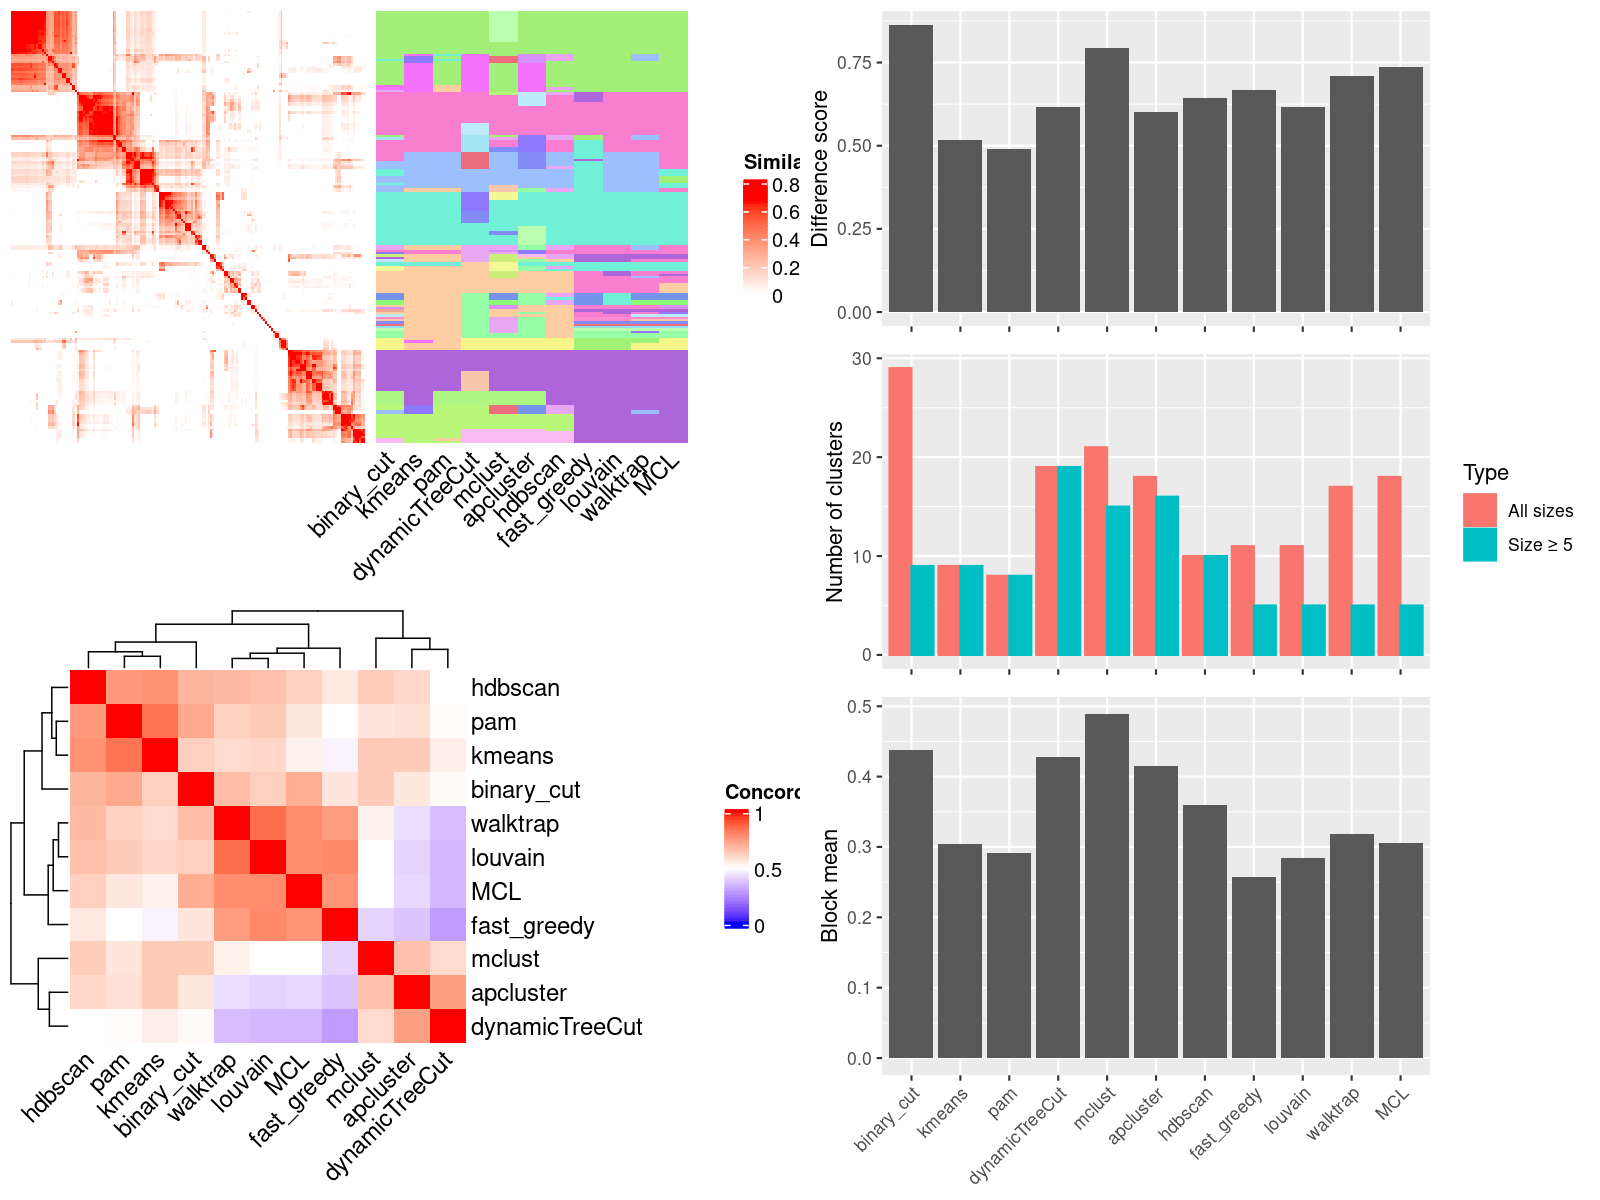 Simila
0.8
0.6
0.4
0.2
0
binary_cut
kmeans
pam
dynamicTreeCut
mclust
apcluster
hdbscan
fast_greedy
louvain
walktrap
MCL
hdbscan
pam
kmeans
binary_cut
walktrap
louvain
MCL
fast_greedy
mclust
apcluster
dynamicTreeCut
hdbscan
pam
kmeans
binary_cut
walktrap
louvain
MCL
fast_greedy
mclust
apcluster
dynamicTreeCut
Concord
1
0.5
0
Difference score
0.75
0.50
0.25
0.00
Number of clusters
30
20
10
0
Type
All sizes
Size ≥ 5
Block mean
0.5
0.4
0.3
0.2
0.1
0.0
binary_cut
kmeans
pam
dynamicTreeCut
mclust
apcluster
hdbscan
fast_greedy
louvain
walktrap
MCL